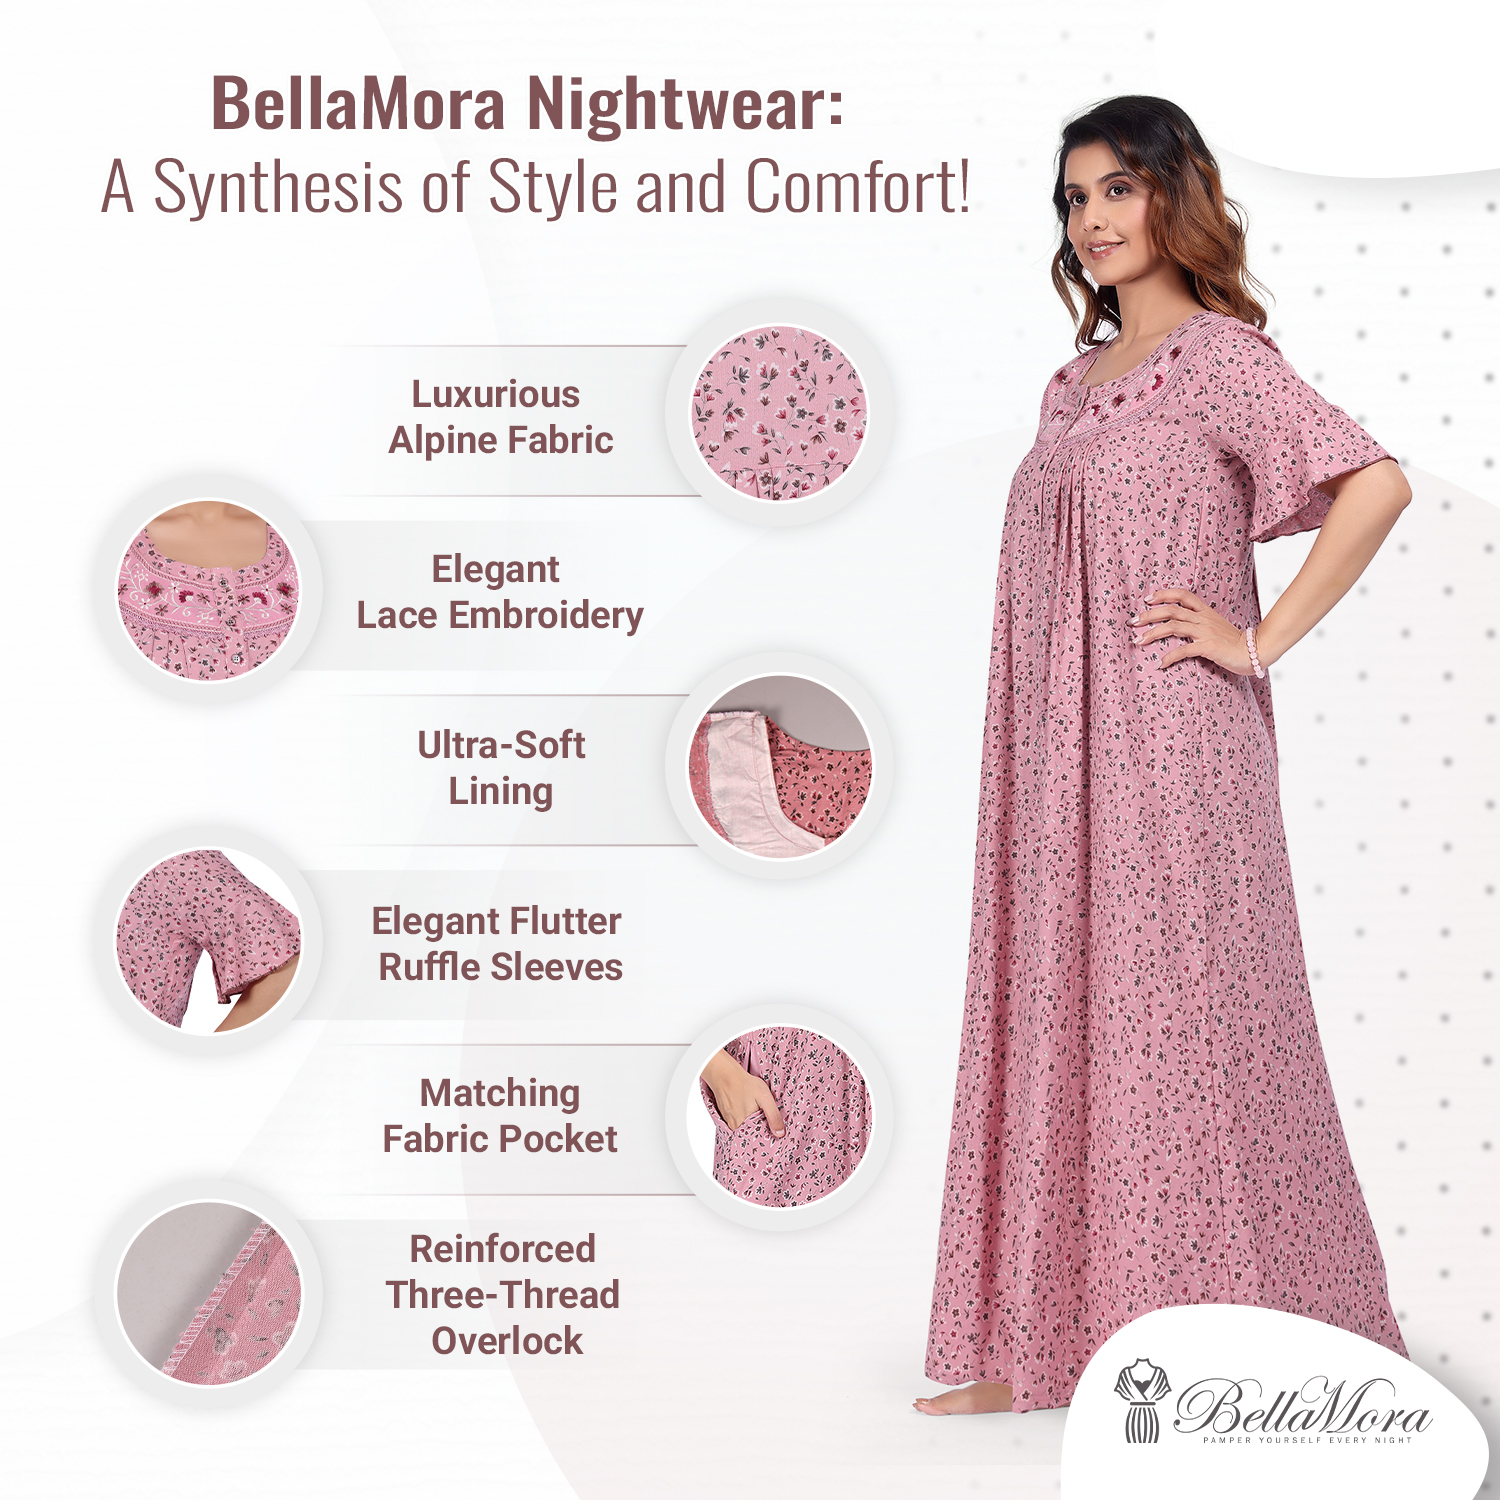 BellaMora Nightwear:
A Synthesis of Style and Comfort!
Luxurious
Alpine Fabric
Elegant
Lace Embroidery
Ultra-Soft
Lining
Elegant Flutter
Ruffle Sleeves
Matching
Fabric Pocket
Reinforced
Three-Thread
Overlock
BellaMora
PAMPER YOURSELF EVERY NIGHT